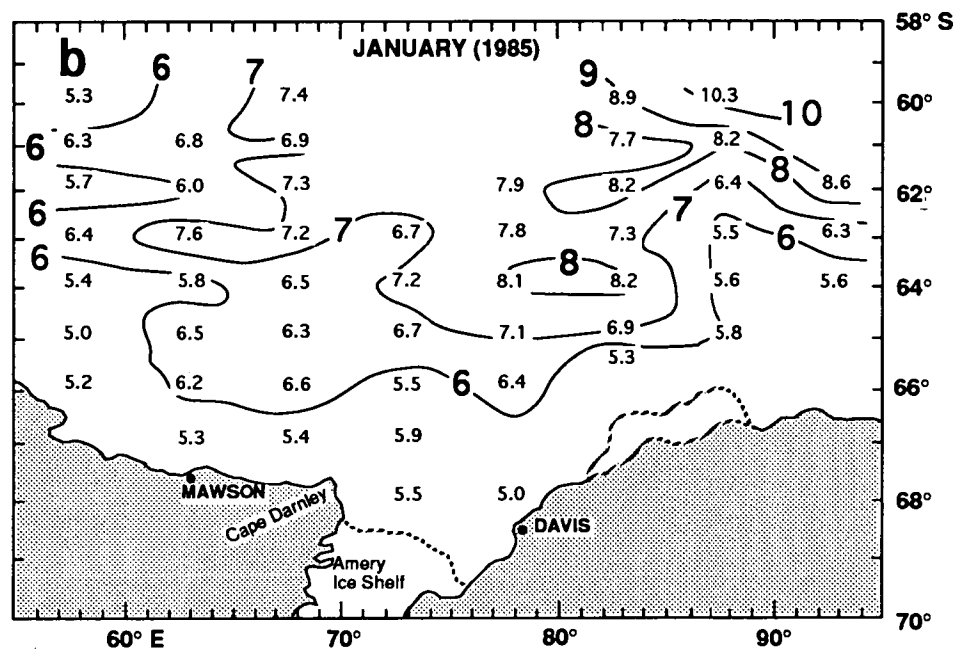 58° S
b JANUARY (1985)
6 7 9
5.3 7.4 8.9 10.3 60°
10
8
6 6.3 6.8 6.9 7.7 8.2
5.7 6.0 7.3 7.9 8.2 6.4 8 8.6
62°
6 7
6.4 7.6 7.2 7 6.7 7.8 7.3 5.5 6 6.3
6 8
5.4 5.8 6.5 7.2 8.1 8.2 5.6 5.6 64°
5.0 6.5 6.3 6.7 7.1 6.9 5.8
5.3
5.2 6.2 6.6 5.5 6 6.4 66°
5.3 5.4 5.9
MAWSON 5.5 5.0 68°
Cape Darnley
DAVIS
Amery
Ice Shelf
70°
60° E 70° 80° 90°